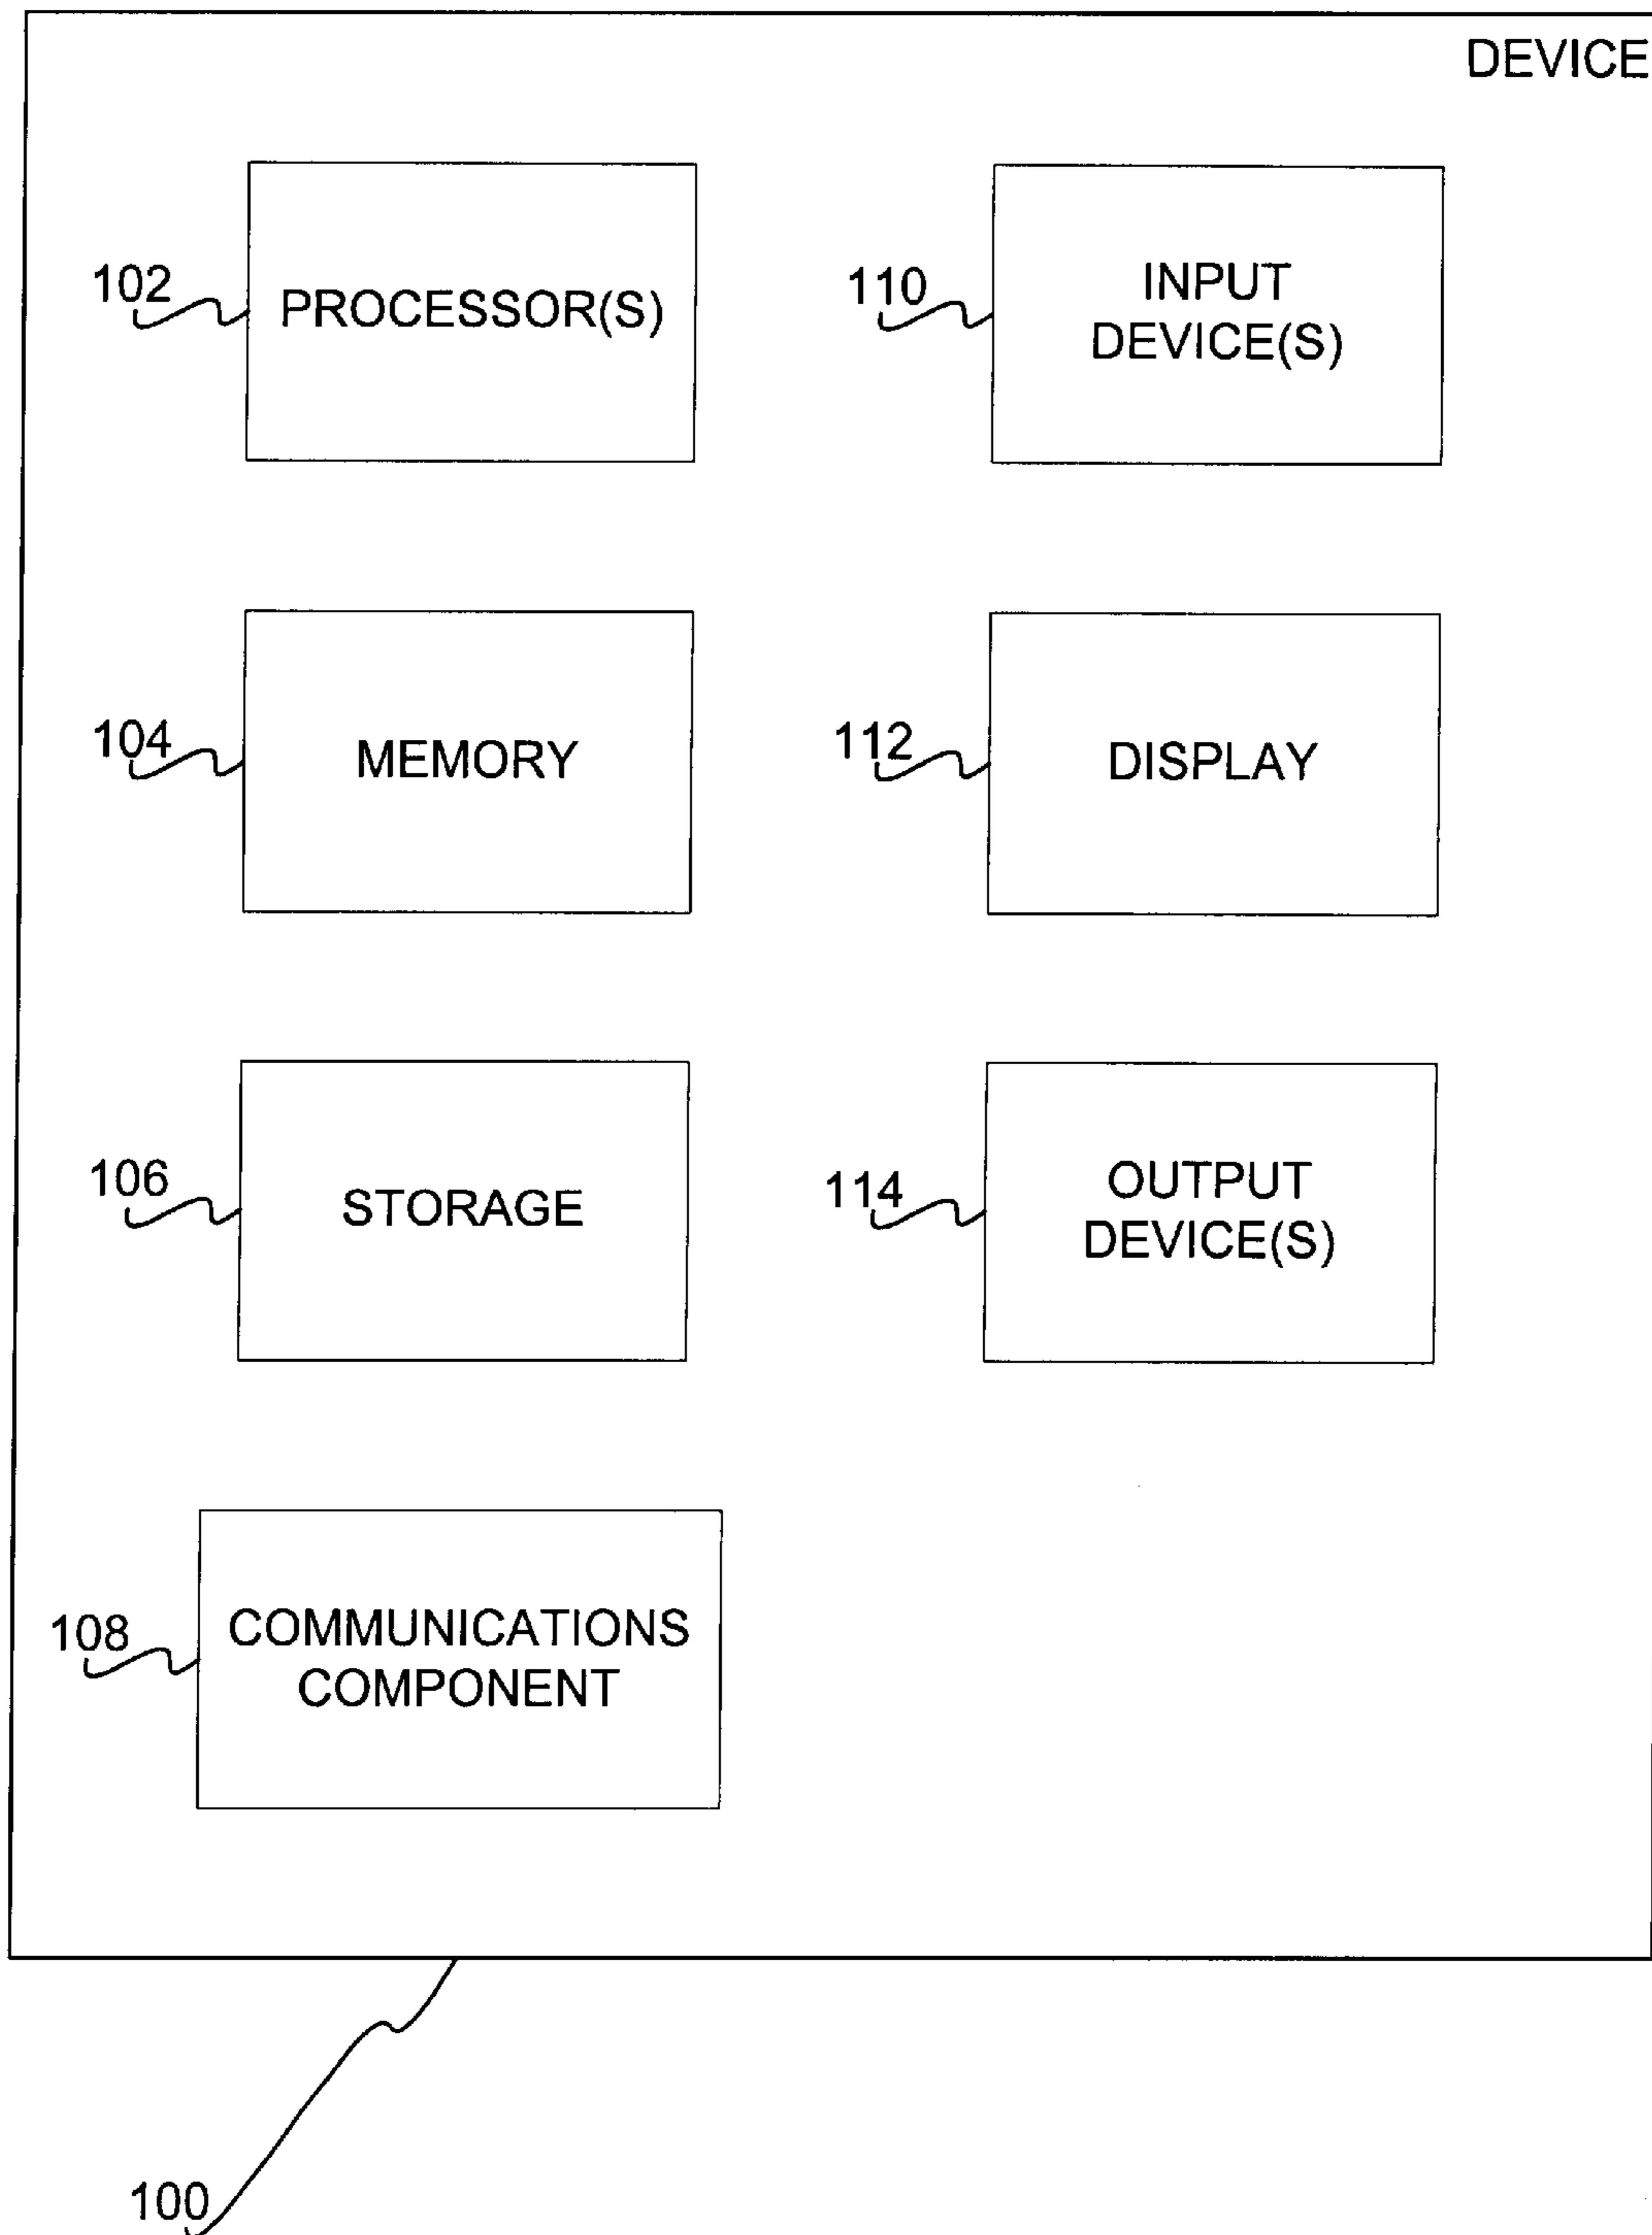 DEVICE
102
PROCESSOR(S)
110
INPUT
DEVICE(S)
104
MEMORY
112
DISPLAY
106
STORAGE
114
OUTPUT
DEVICE(S)
108
COMMUNICATIONS
COMPONENT
100